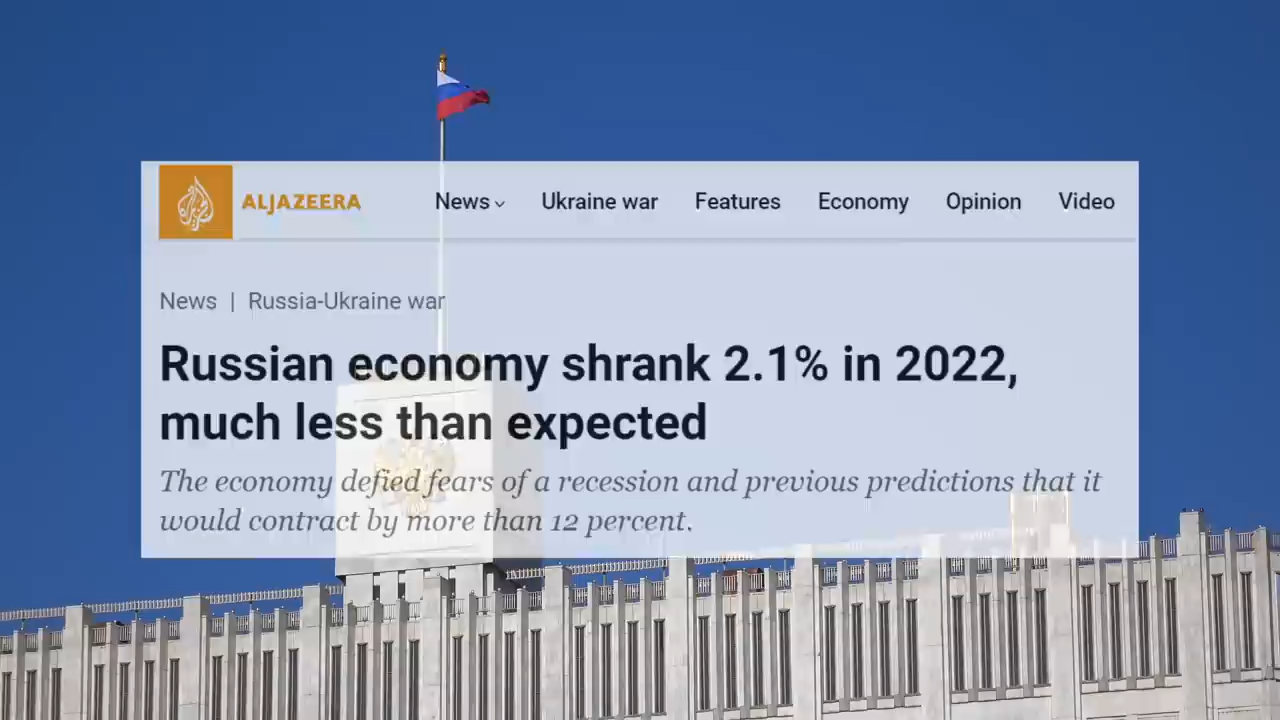 ALJAZEERA
News Ukraine war Features Economy Opinion Video
News | Russia-Ukraine war
Russian economy shrank 2.1% in 2022,
much less than expected
The economy defied fears of a recession and previous predictions that it
would contract by more than 12 percent.